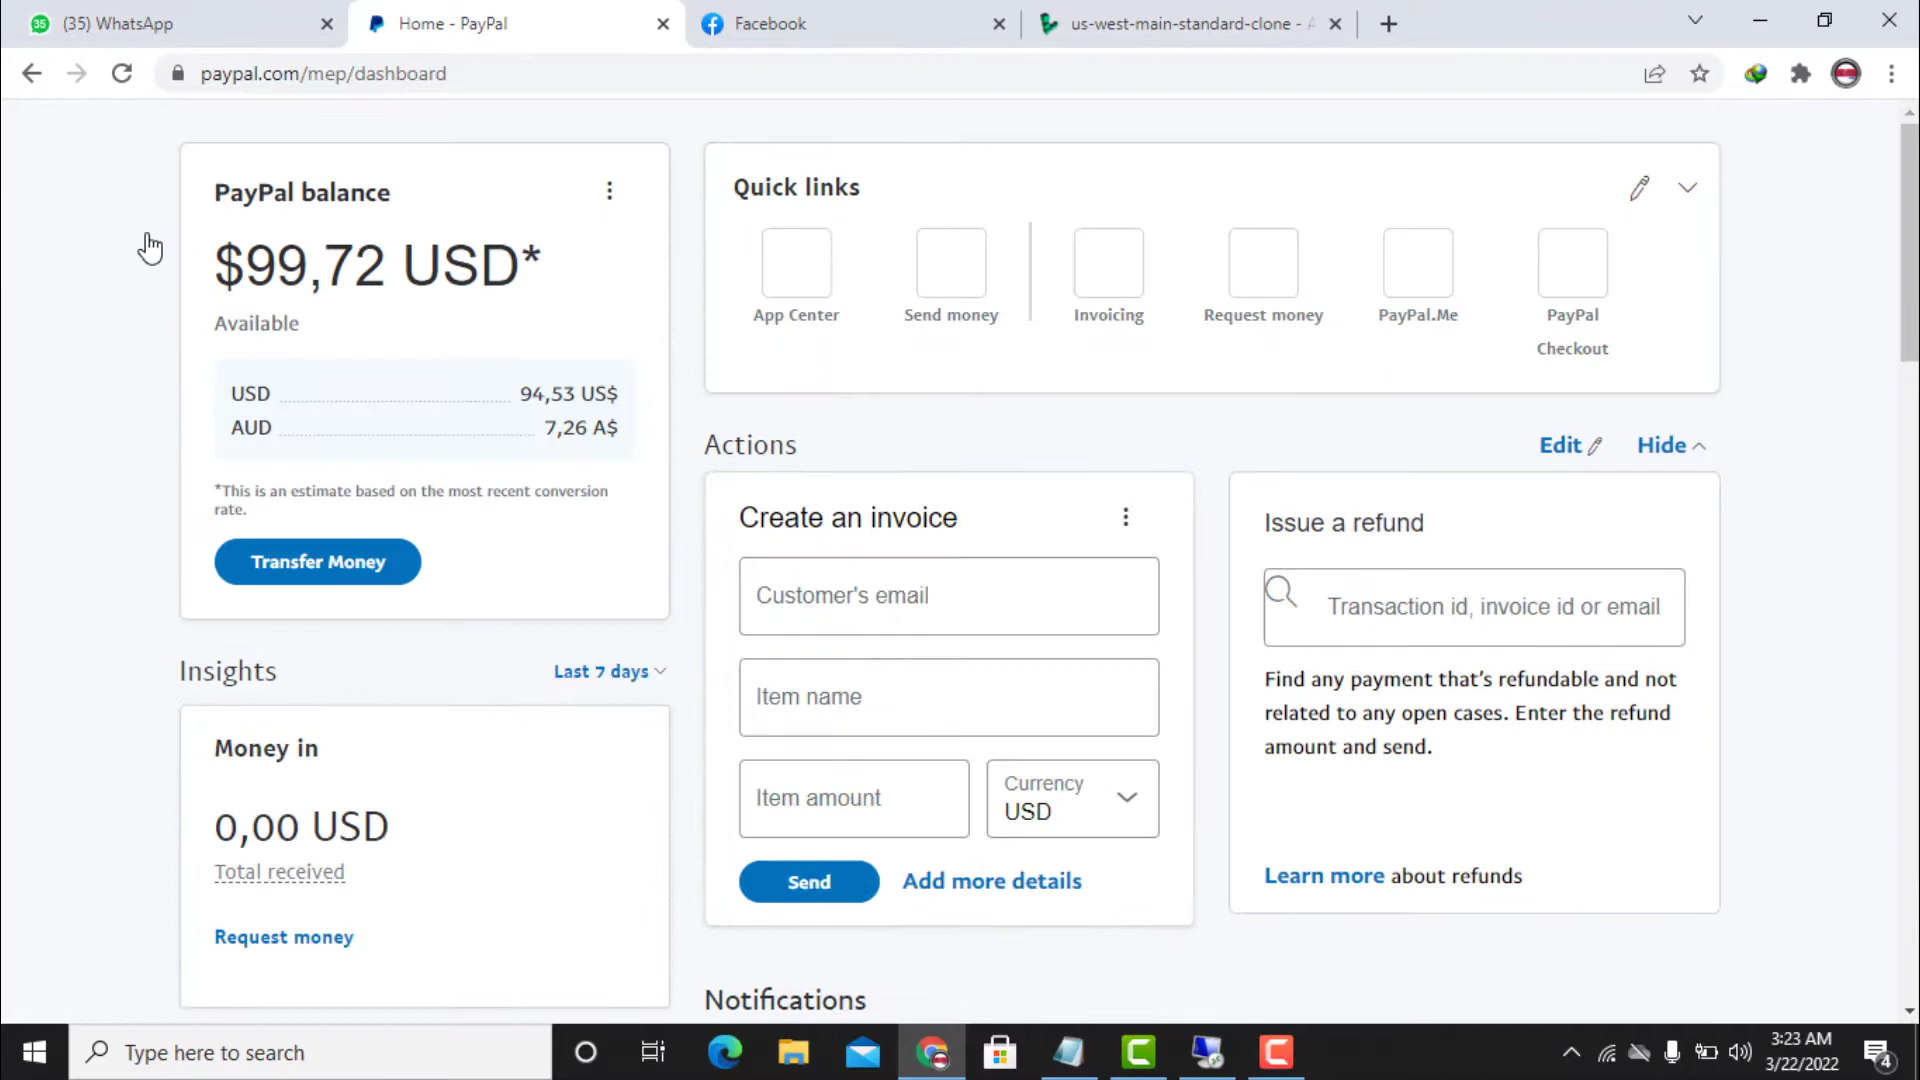 (35) WhatsApp
Home - PayPal
Facebook
us-west-main-standard-clone -
paypal.com/mep/dashboard
PayPal balance
$99,72 USD*
Available
USD 94,53 US$
AUD 7,26 A$
*This is an estimate based on the most recent conversion
rate.
Transfer Money
Insights
Last 7 days
Money in
0,00 USD
Total received
Request money
Quick links
App Center
Send money
Invoicing
Request money
PayPal.Me
PayPal
Checkout
Actions
Edit
Hide
Create an invoice
Customer's email
Item name
Item amount
Currency
USD
Send
Add more details
Issue a refund
Transaction id, invoice id or email
Find any payment that's refundable and not
related to any open cases. Enter the refund
amount and send.
Learn more about refunds
Notifications
Type here to search
3:23 AM
3/22/2022
4